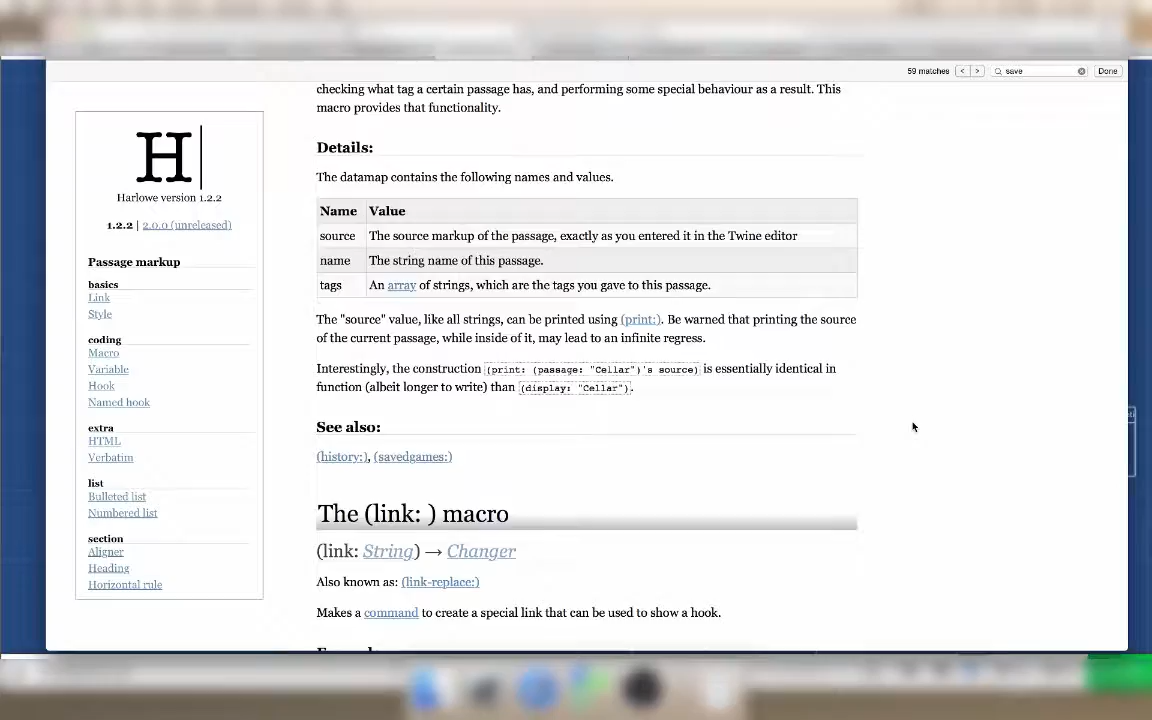 59 matches < > save Done
checking what tag a certain passage has, and performing some special behaviour as a result. This
macro provides that functionality.
H
Harlowe version 1.2.2
1.2.2 | 2.0.0 (unreleased)
Passage markup
basics
Link
Style
coding
Macro
Variable
Hook
Named hook
extra
HTML
Verbatim
list
Bulleted list
Numbered list
section
Aligner
Heading
Horizontal rule
Details:
The datamap contains the following names and values.
Name Value
source The source markup of the passage, exactly as you entered it in the Twine editor
name The string name of this passage.
tags An array of strings, which are the tags you gave to this passage.
The "source" value, like all strings, can be printed using (print:). Be warned that printing the source
of the current passage, while inside of it, may lead to an infinite regress.
Interestingly, the construction (print: (passage: "Cellar")'s source) is essentially identical in
function (albeit longer to write) than (display: "Cellar").
See also:
(history:), (savedgames:)
The (link: ) macro
(link: String) → Changer
Also known as: (link-replace:)
Makes a command to create a special link that can be used to show a hook.